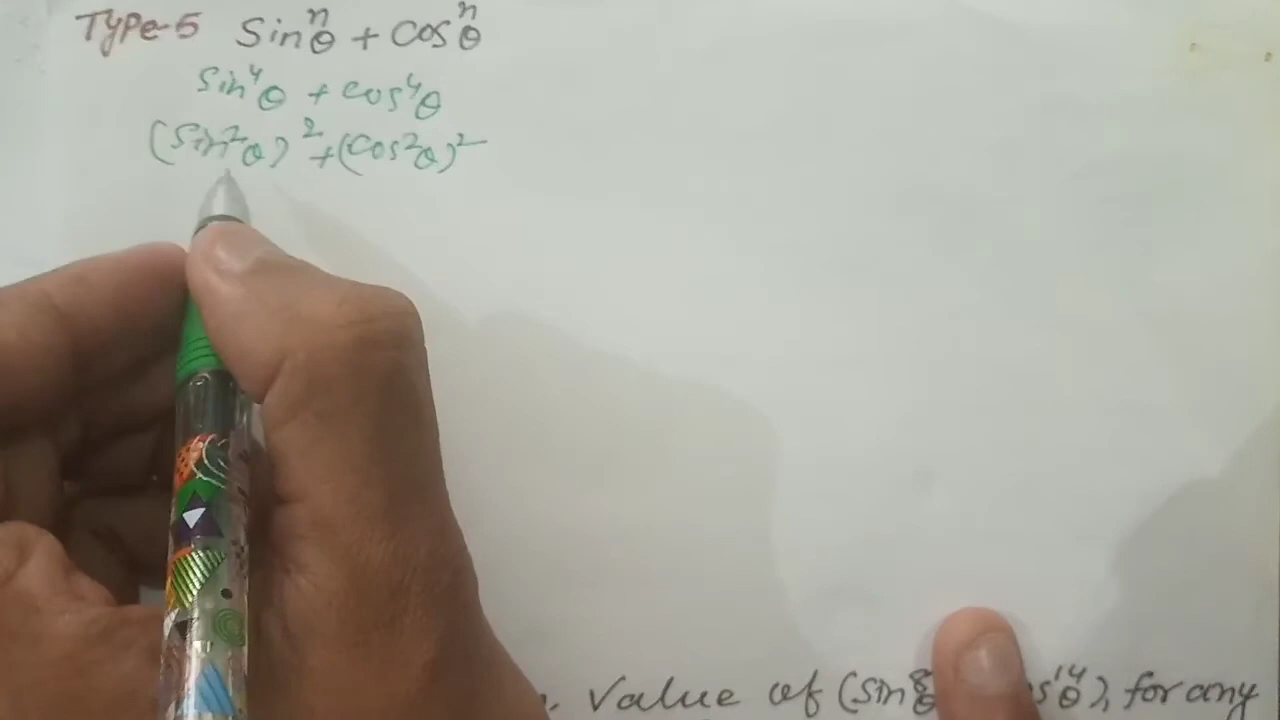 Type-5 Sinⁿθ + Cosⁿθ
Sin⁴θ + Cos⁴θ
(Sin²θ)² + (Cos²θ)²
Value of (Sin⁸θ s¹⁴θ), for any